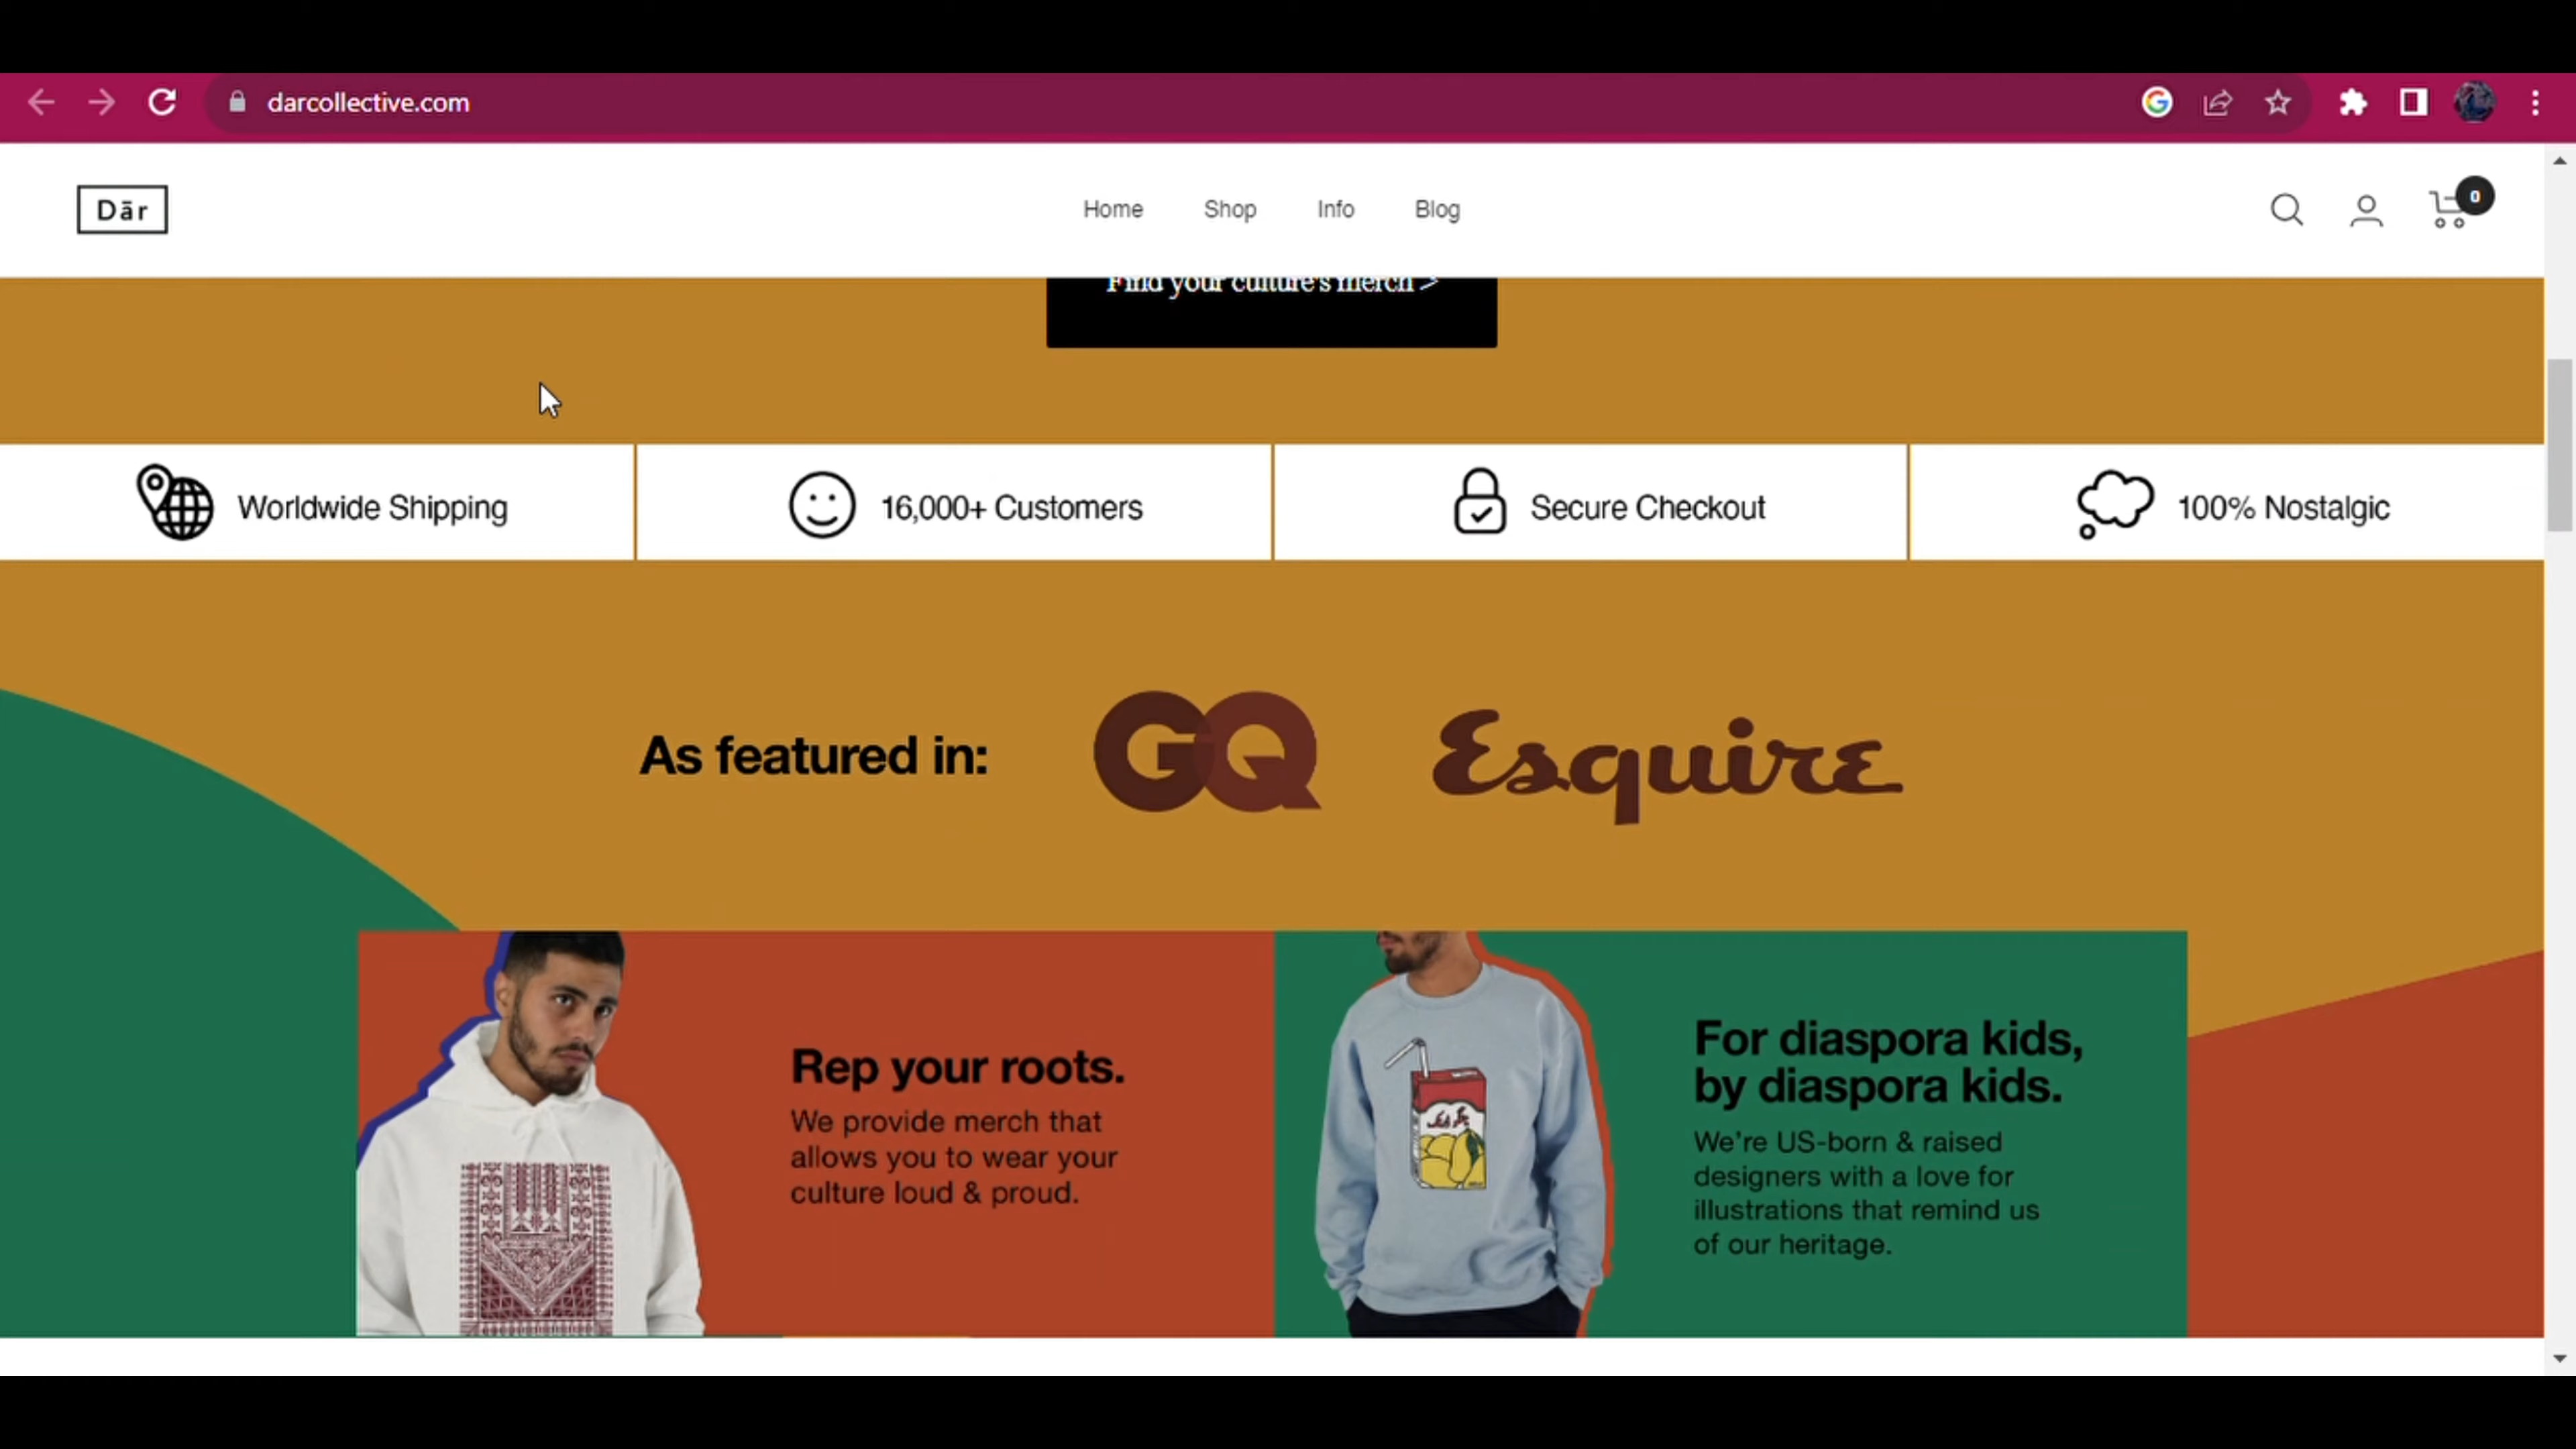 darcollective.com
Dār
Home Shop Info Blog
0
Find your culture's merch >
Worldwide Shipping
16,000+ Customers
Secure Checkout
100% Nostalgic
As featured in:
GQ
Esquire
Rep your roots.
We provide merch that
allows you to wear your
culture loud & proud.
For diaspora kids,
by diaspora kids.
We're US-born & raised
designers with a love for
illustrations that remind us
of our heritage.